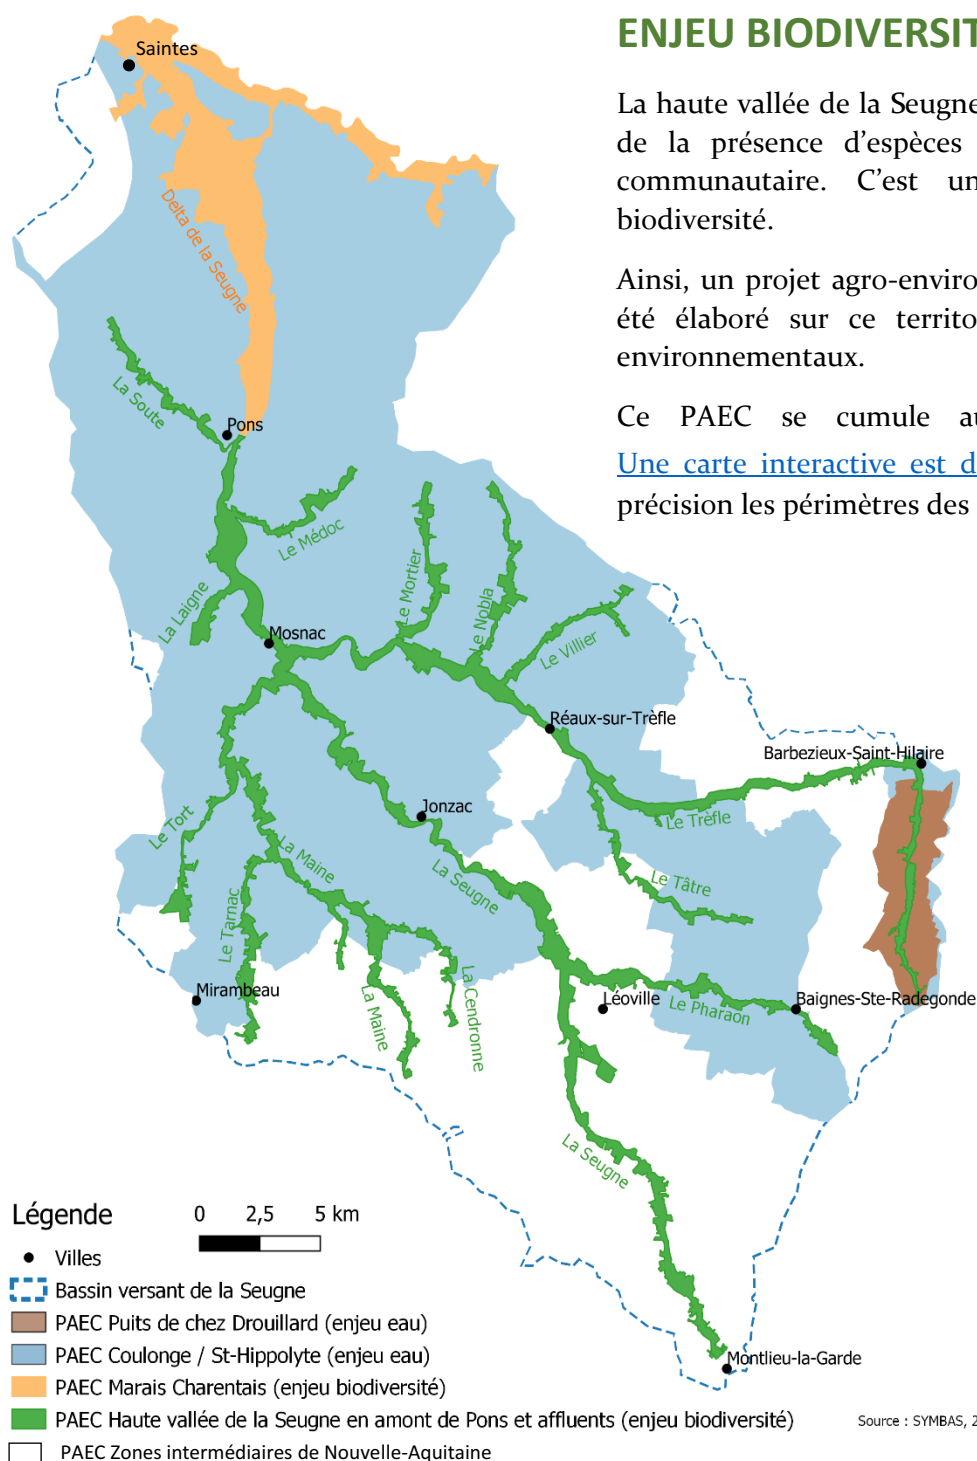 ENJEU BIODIVERSIT
La haute vallée de la Seugne
de la présence d'espèces
communautaire. C'est un
biodiversité.
Ainsi, un projet agro-enviro
été élaboré sur ce territo
environnementaux.
Ce PAEC se cumule au
Une carte interactive est d
précision les périmètres des
Saintes
Delta de la Seugne
La Soute
Pons
Le Médoc
La Laigne
Le Mortier
Le Nobla
Mosnac
Le Villier
Réaux-sur-Trèfle
Barbezieux-Saint-Hilaire
Le Trèfle
Jonzac
Le Tort
La Maine
La Seugne
Le Tâtre
Le Tarnac
Mirambeau
La Maine
La Cendronne
Léoville
Le Pharaon
Baignes-Ste-Radegonde
La Seugne
Montlieu-la-Garde
Légende
0 2,5 5 km
Villes
Bassin versant de la Seugne
PAEC Puits de chez Drouillard (enjeu eau)
PAEC Coulonge / St-Hippolyte (enjeu eau)
PAEC Marais Charentais (enjeu biodiversité)
PAEC Haute vallée de la Seugne en amont de Pons et affluents (enjeu biodiversité)
PAEC Zones intermédiaires de Nouvelle-Aquitaine
Source : SYMBAS, 2